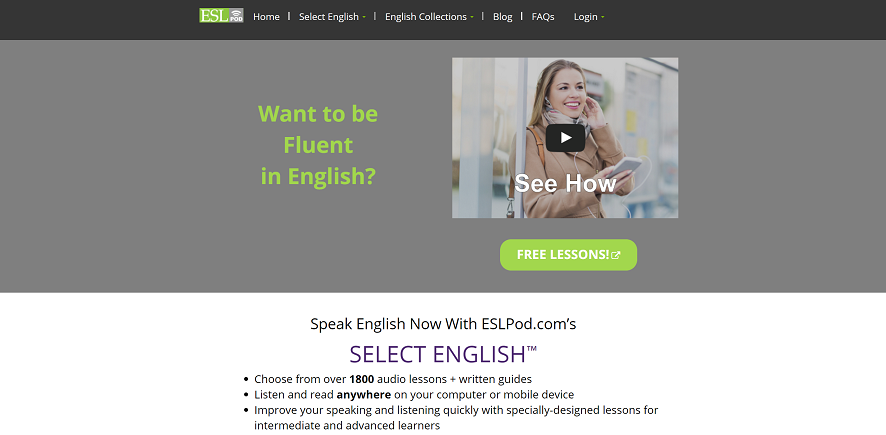 ESL POD Home | Select English | English Collections | Blog | FAQs Login
Want to be
Fluent
in English?
See How
FREE LESSONS!
Speak English Now With ESLPod.com’s
SELECT ENGLISH™
• Choose from over 1800 audio lessons + written guides
• Listen and read anywhere on your computer or mobile device
• Improve your speaking and listening quickly with specially-designed lessons for
intermediate and advanced learners